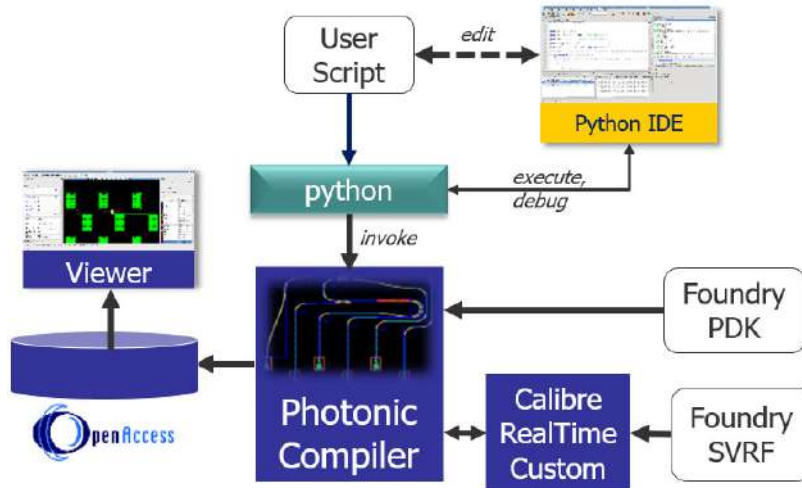 User
Script
edit
Python IDE
python
execute,
debug
invoke
Viewer
Photonic
Compiler
Foundry
PDK
Calibre
RealTime
Custom
Foundry
SVRF
OpenAccess